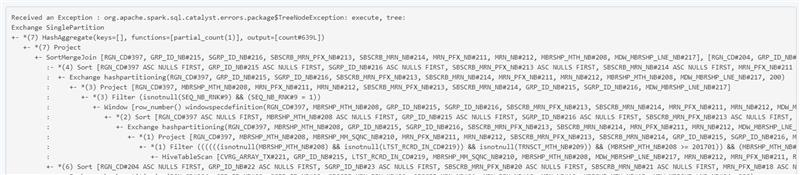 Received an Exception : org.apache.spark.sql.catalyst.errors.package$TreeNodeException: execute, tree:
Exchange SinglePartition
+- *(7) HashAggregate(keys=[], functions=[partial_count(1)], output=[count#639L])
+- *(7) Project
+- SortMergeJoin [RGN_CD#397, GRP_ID_NB#215, SGRP_ID_NB#216, SBSCRB_MRN_PFX_NB#213, SBSCRB_MRN_NB#214, MRN_PFX_NB#211, MRN_NB#212, MBRSHP_MTH_NB#208, MDW_MBRSHP_LNE_NB#217], [RGN_CD#204, GRP_ID_NB#
:- *(4) Sort [RGN_CD#397 ASC NULLS FIRST, GRP_ID_NB#215 ASC NULLS FIRST, SGRP_ID_NB#216 ASC NULLS FIRST, SBSCRB_MRN_PFX_NB#213 ASC NULLS FIRST, SBSCRB_MRN_NB#214 ASC NULLS FIRST, MRN_PFX_NB#211
: +- Exchange hashpartitioning(RGN_CD#397, GRP_ID_NB#215, SGRP_ID_NB#216, SBSCRB_MRN_PFX_NB#213, SBSCRB_MRN_NB#214, MRN_PFX_NB#211, MRN_NB#212, MBRSHP_MTH_NB#208, MDW_MBRSHP_LNE_NB#217, 200)
: +- *(3) Project [RGN_CD#397, MBRSHP_MTH_NB#208, MRN_PFX_NB#211, MRN_NB#212, SBSCRB_MRN_PFX_NB#213, SBSCRB_MRN_NB#214, GRP_ID_NB#215, SGRP_ID_NB#216, MDW_MBRSHP_LNE_NB#217]
: +- *(3) Filter (isnotnull(SEQ_NB_RNK#9) && (SEQ_NB_RNK#9 = 1))
: +- Window [row_number() windowspecdefinition(RGN_CD#397, MBRSHP_MTH_NB#208, GRP_ID_NB#215, SGRP_ID_NB#216, SBSCRB_MRN_PFX_NB#213, SBSCRB_MRN_NB#214, MRN_PFX_NB#211, MRN_NB#212, MDW_M
: +- *(2) Sort [RGN_CD#397 ASC NULLS FIRST, MBRSHP_MTH_NB#208 ASC NULLS FIRST, GRP_ID_NB#215 ASC NULLS FIRST, SGRP_ID_NB#216 ASC NULLS FIRST, SBSCRB_MRN_PFX_NB#213 ASC NULLS FIRST, SBSC
: +- Exchange hashpartitioning(RGN_CD#397, MBRSHP_MTH_NB#208, GRP_ID_NB#215, SGRP_ID_NB#216, SBSCRB_MRN_PFX_NB#213, SBSCRB_MRN_NB#214, MRN_PFX_NB#211, MRN_NB#212, MDW_MBRSHP_LNE_
: +- *(1) Project [RGN_CD#397, MBRSHP_MTH_NB#208, MBRSHP_MM_SQNC_NB#210, MRN_PFX_NB#211, MRN_NB#212, SBSCRB_MRN_PFX_NB#213, SBSCRB_MRN_NB#214, GRP_ID_NB#215, SGRP_ID_NB#216, M
: +- *(1) Filter ((((((isnotnull(MBRSHP_MTH_NB#208) && isnotnull(LTST_RCRD_IN_CD#219)) && isnotnull(TRNSCT_MTH_NB#209)) && (MBRSHP_MTH_NB#208 >= 201701)) && (MBRSHP_MTH_NB#
: +- HiveTableScan [CVRG_ARRAY_TX#221, GRP_ID_NB#215, LTST_RCRD_IN_CD#219, MBRSHP_MM_SQNC_NB#210, MBRSHP_MTH_NB#208, MDW_MBRSHP_LNE_NB#217, MRN_NB#212, MRN_PFX_NB#211, R
+- *(6) Sort [RGN_CD#204 ASC NULLS FIRST, GRP_ID_NB#22 ASC NULLS FIRST, SGRP_ID_NB#23 ASC NULLS FIRST, SBSCRB_MRN_PFX_NB#20 ASC NULLS FIRST, SBSCRB_MRN_NB#21 ASC NULLS FIRST, MRN_PFX_NB#18 ASC N